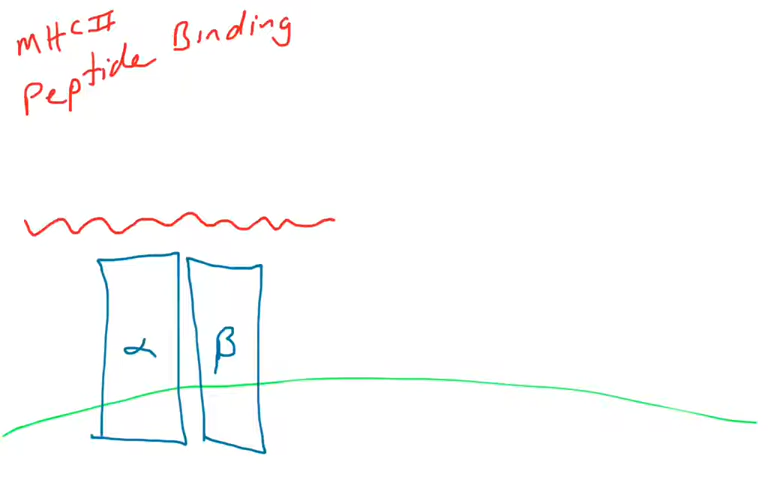 MHC II
Peptide Binding
α
β